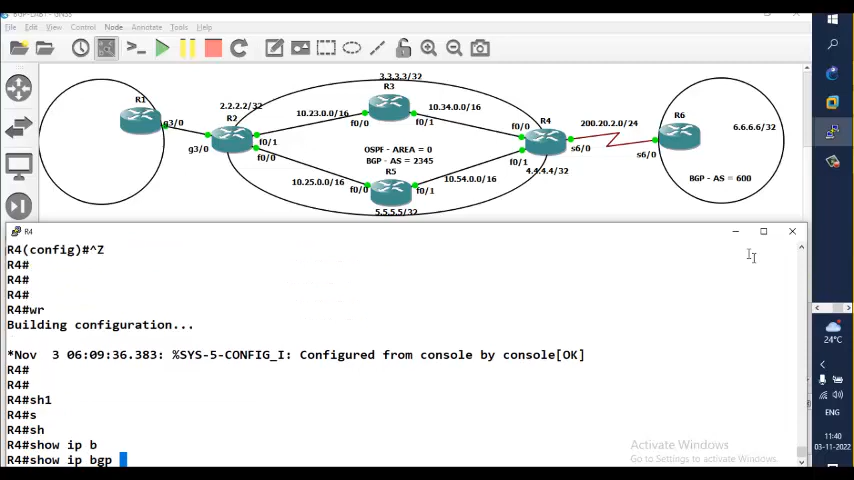 BGP-LAB1 - GNS3
File Edit View Control Node Annotate Tools Help
R1
g3/0
2.2.2.2/32
R2
g3/0
f0/1
f0/0
10.23.0.0/16
3.3.3.3/32
R3
f0/0
f0/1
10.34.0.0/16
OSPF - AREA = 0
BGP - AS = 2345
10.25.0.0/16
R5
f0/0
f0/1
5.5.5.5/32
10.54.0.0/16
f0/0
R4
f0/1
s6/0
4.4.4.4/32
200.20.2.0/24
R6
s6/0
6.6.6.6/32
BGP - AS = 600
R4
R4(config)#^Z
R4#
R4#
R4#
R4#wr
Building configuration...
*Nov  3 06:09:36.383: %SYS-5-CONFIG_I: Configured from console by console[OK]
R4#
R4#
R4#sh1
R4#s
R4#sh
R4#show ip b
R4#show ip bgp
Activate Windows
Go to Settings to activate Windows.
24°C
ENG
11:40
03-11-2022